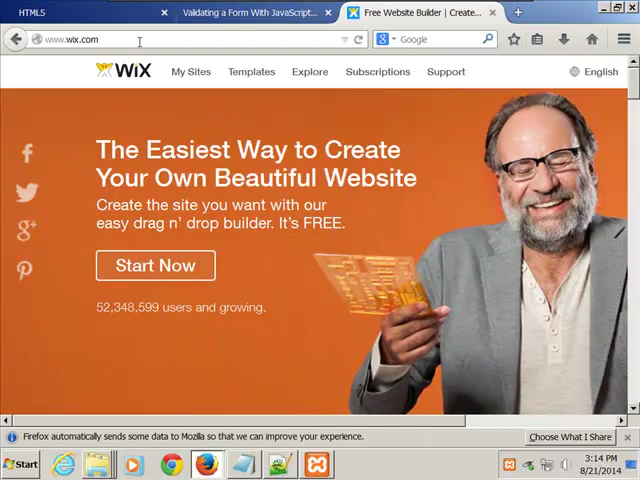 HTML5
Validating a Form With JavaScript...
Free Website Builder | Create...
www.wix.com
Google
WiX
My Sites
Templates
Explore
Subscriptions
Support
English
The Easiest Way to Create
Your Own Beautiful Website
Create the site you want with our
easy drag n' drop builder. It's FREE.
Start Now
52,348,599 users and growing.
Firefox automatically sends some data to Mozilla so that we can improve your experience.
Choose What I Share
Start
3:14 PM
8/21/2014